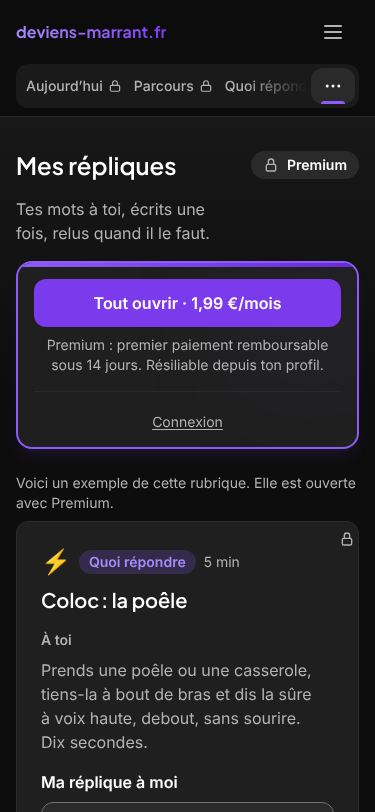 deviens-marrant.fr
Aujourd'hui Parcours Quoi répond
Mes répliques
Premium
Tes mots à toi, écrits une
fois, relus quand il le faut.
Tout ouvrir · 1,99 €/mois
Premium : premier paiement remboursable
sous 14 jours. Résiliable depuis ton profil.
Connexion
Voici un exemple de cette rubrique. Elle est ouverte
avec Premium.
Quoi répondre 5 min
Coloc : la poêle
À toi
Prends une poêle ou une casserole,
tiens-la à bout de bras et dis la sûre
à voix haute, debout, sans sourire.
Dix secondes.
Ma réplique à moi